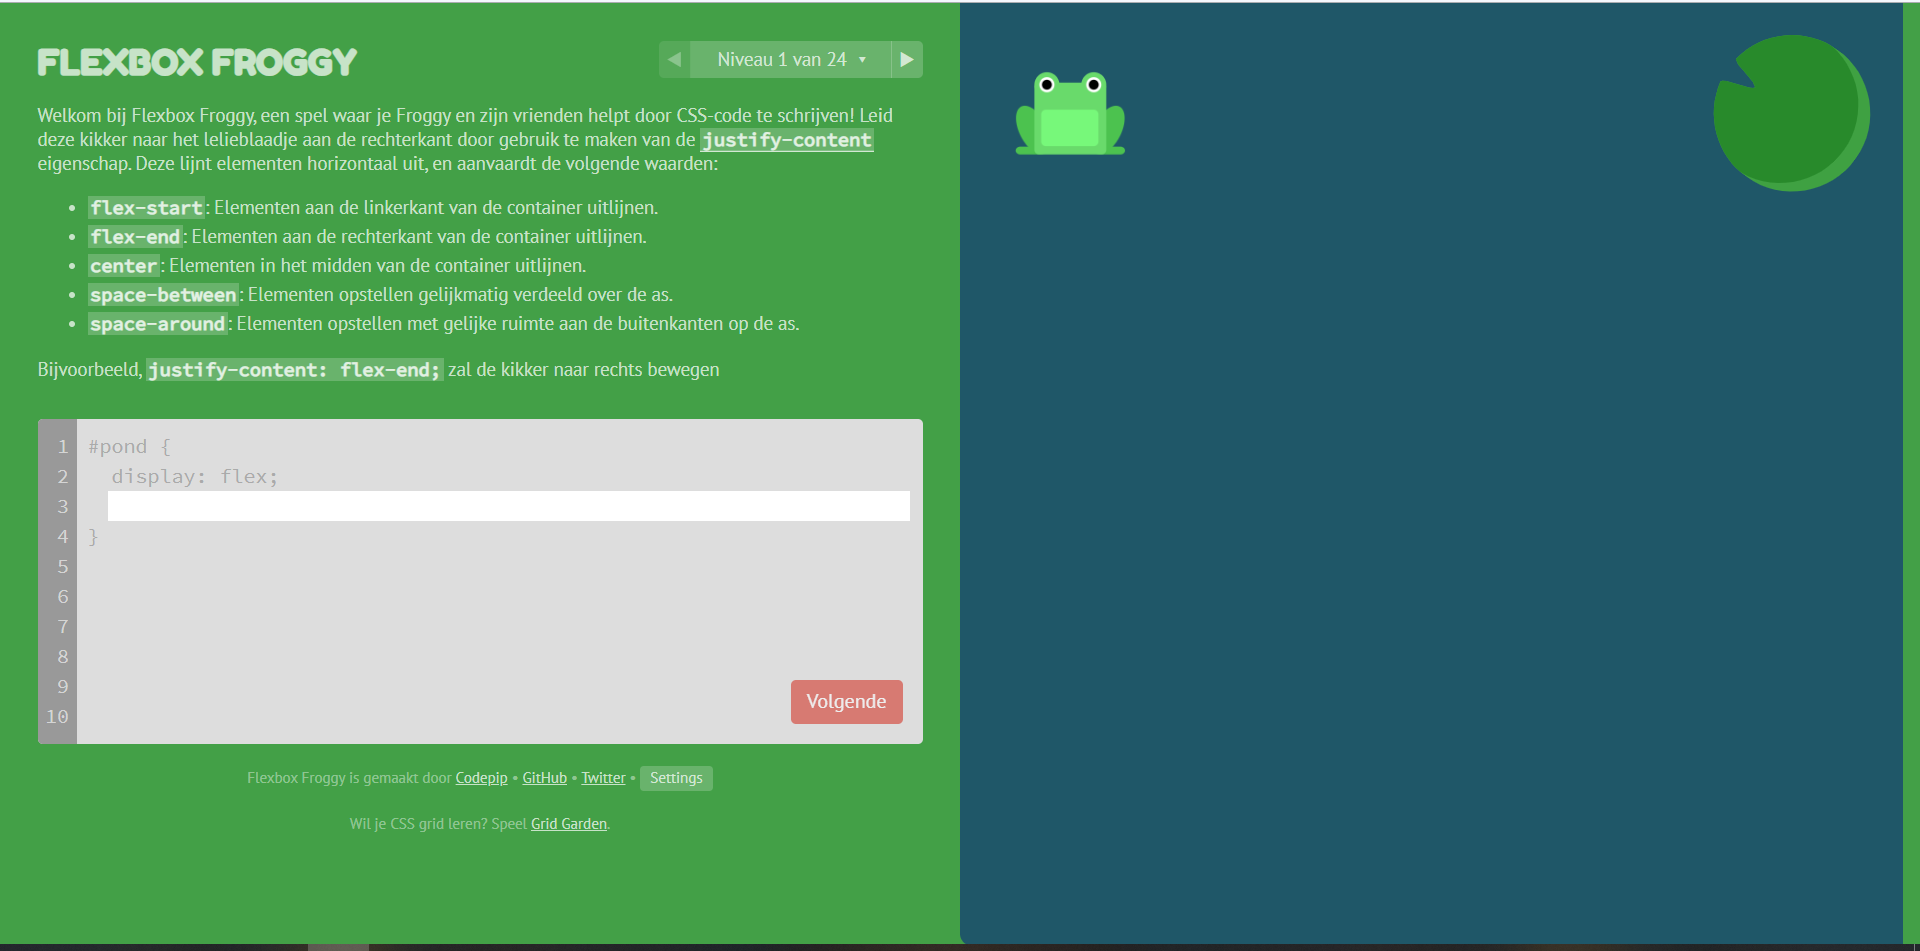 FLEXBOX FROGGY
◀ Niveau 1 van 24 ▾ ▶
Welkom bij Flexbox Froggy, een spel waar je Froggy en zijn vrienden helpt door CSS-code te schrijven! Leid
deze kikker naar het lelieblaadje aan de rechterkant door gebruik te maken van de justify-content
eigenschap. Deze lijnt elementen horizontaal uit, en aanvaardt de volgende waarden:
• flex-start: Elementen aan de linkerkant van de container uitlijnen.
• flex-end: Elementen aan de rechterkant van de container uitlijnen.
• center: Elementen in het midden van de container uitlijnen.
• space-between: Elementen opstellen gelijkmatig verdeeld over de as.
• space-around: Elementen opstellen met gelijke ruimte aan de buitenkanten op de as.
Bijvoorbeeld, justify-content: flex-end; zal de kikker naar rechts bewegen
1 #pond {
2 display: flex;
3
4 }
5
6
7
8
9
10
Volgende
Flexbox Froggy is gemaakt door Codepip • GitHub • Twitter • Settings
Wil je CSS grid leren? Speel Grid Garden.